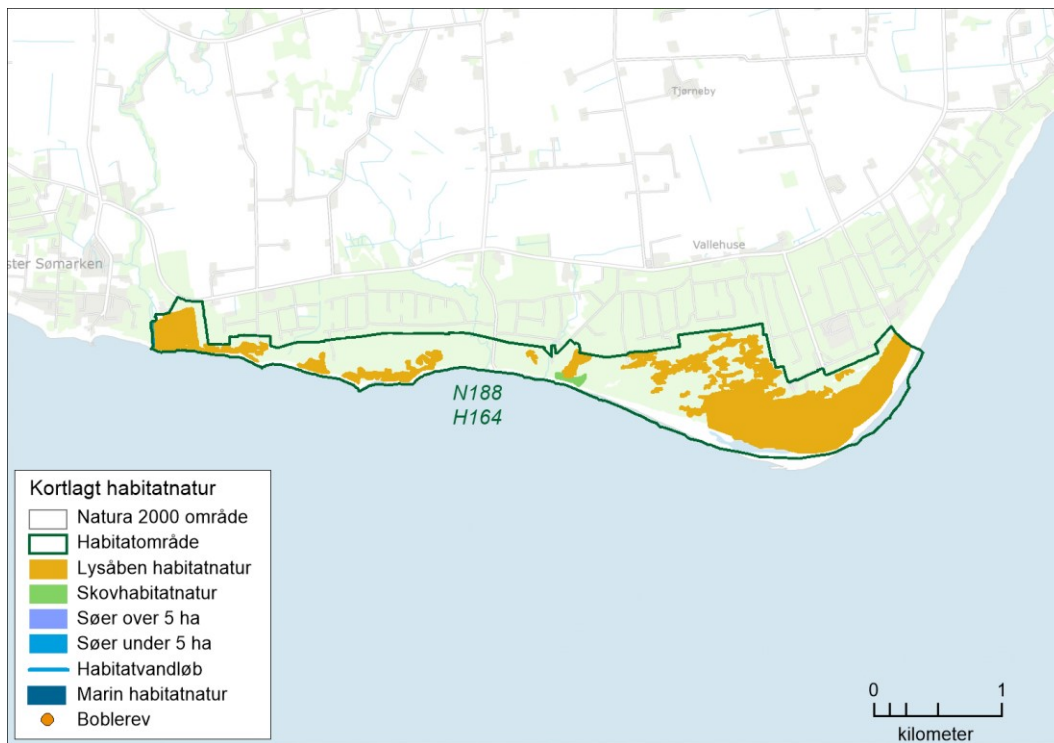 Tjørneby
Vallehuse
ster Sømarken
N188
H164
Kortlagt habitatnatur
Natura 2000 område
Habitatområde
Lysåben habitatnatur
Skovhabitatnatur
Søer over 5 ha
Søer under 5 ha
Habitatvandløb
Marin habitatnatur
Boblerev
0 1
kilometer